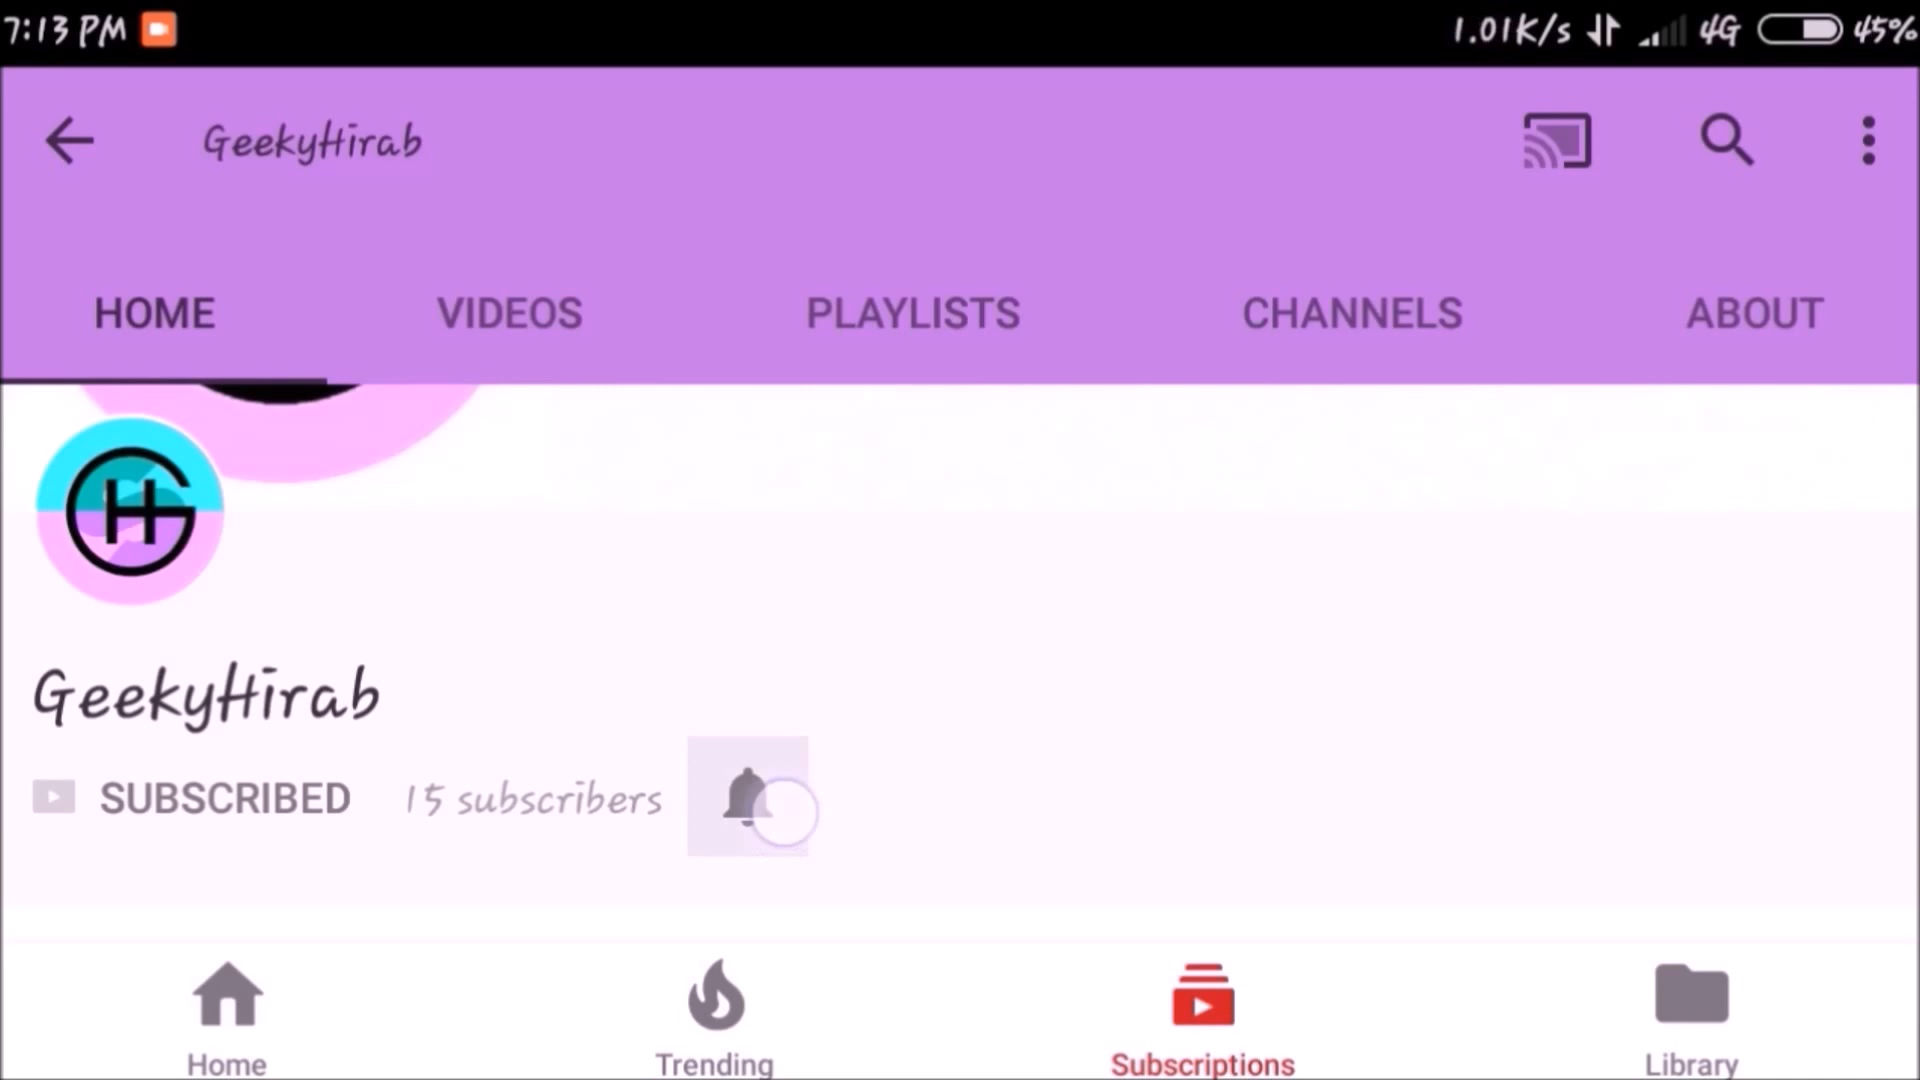 7:13 PM 1.01K/s 4G 45%
GeekyHirab
HOME VIDEOS PLAYLISTS CHANNELS ABOUT
GH
GeekyHirab
SUBSCRIBED 15 subscribers
Home Trending Subscriptions Library